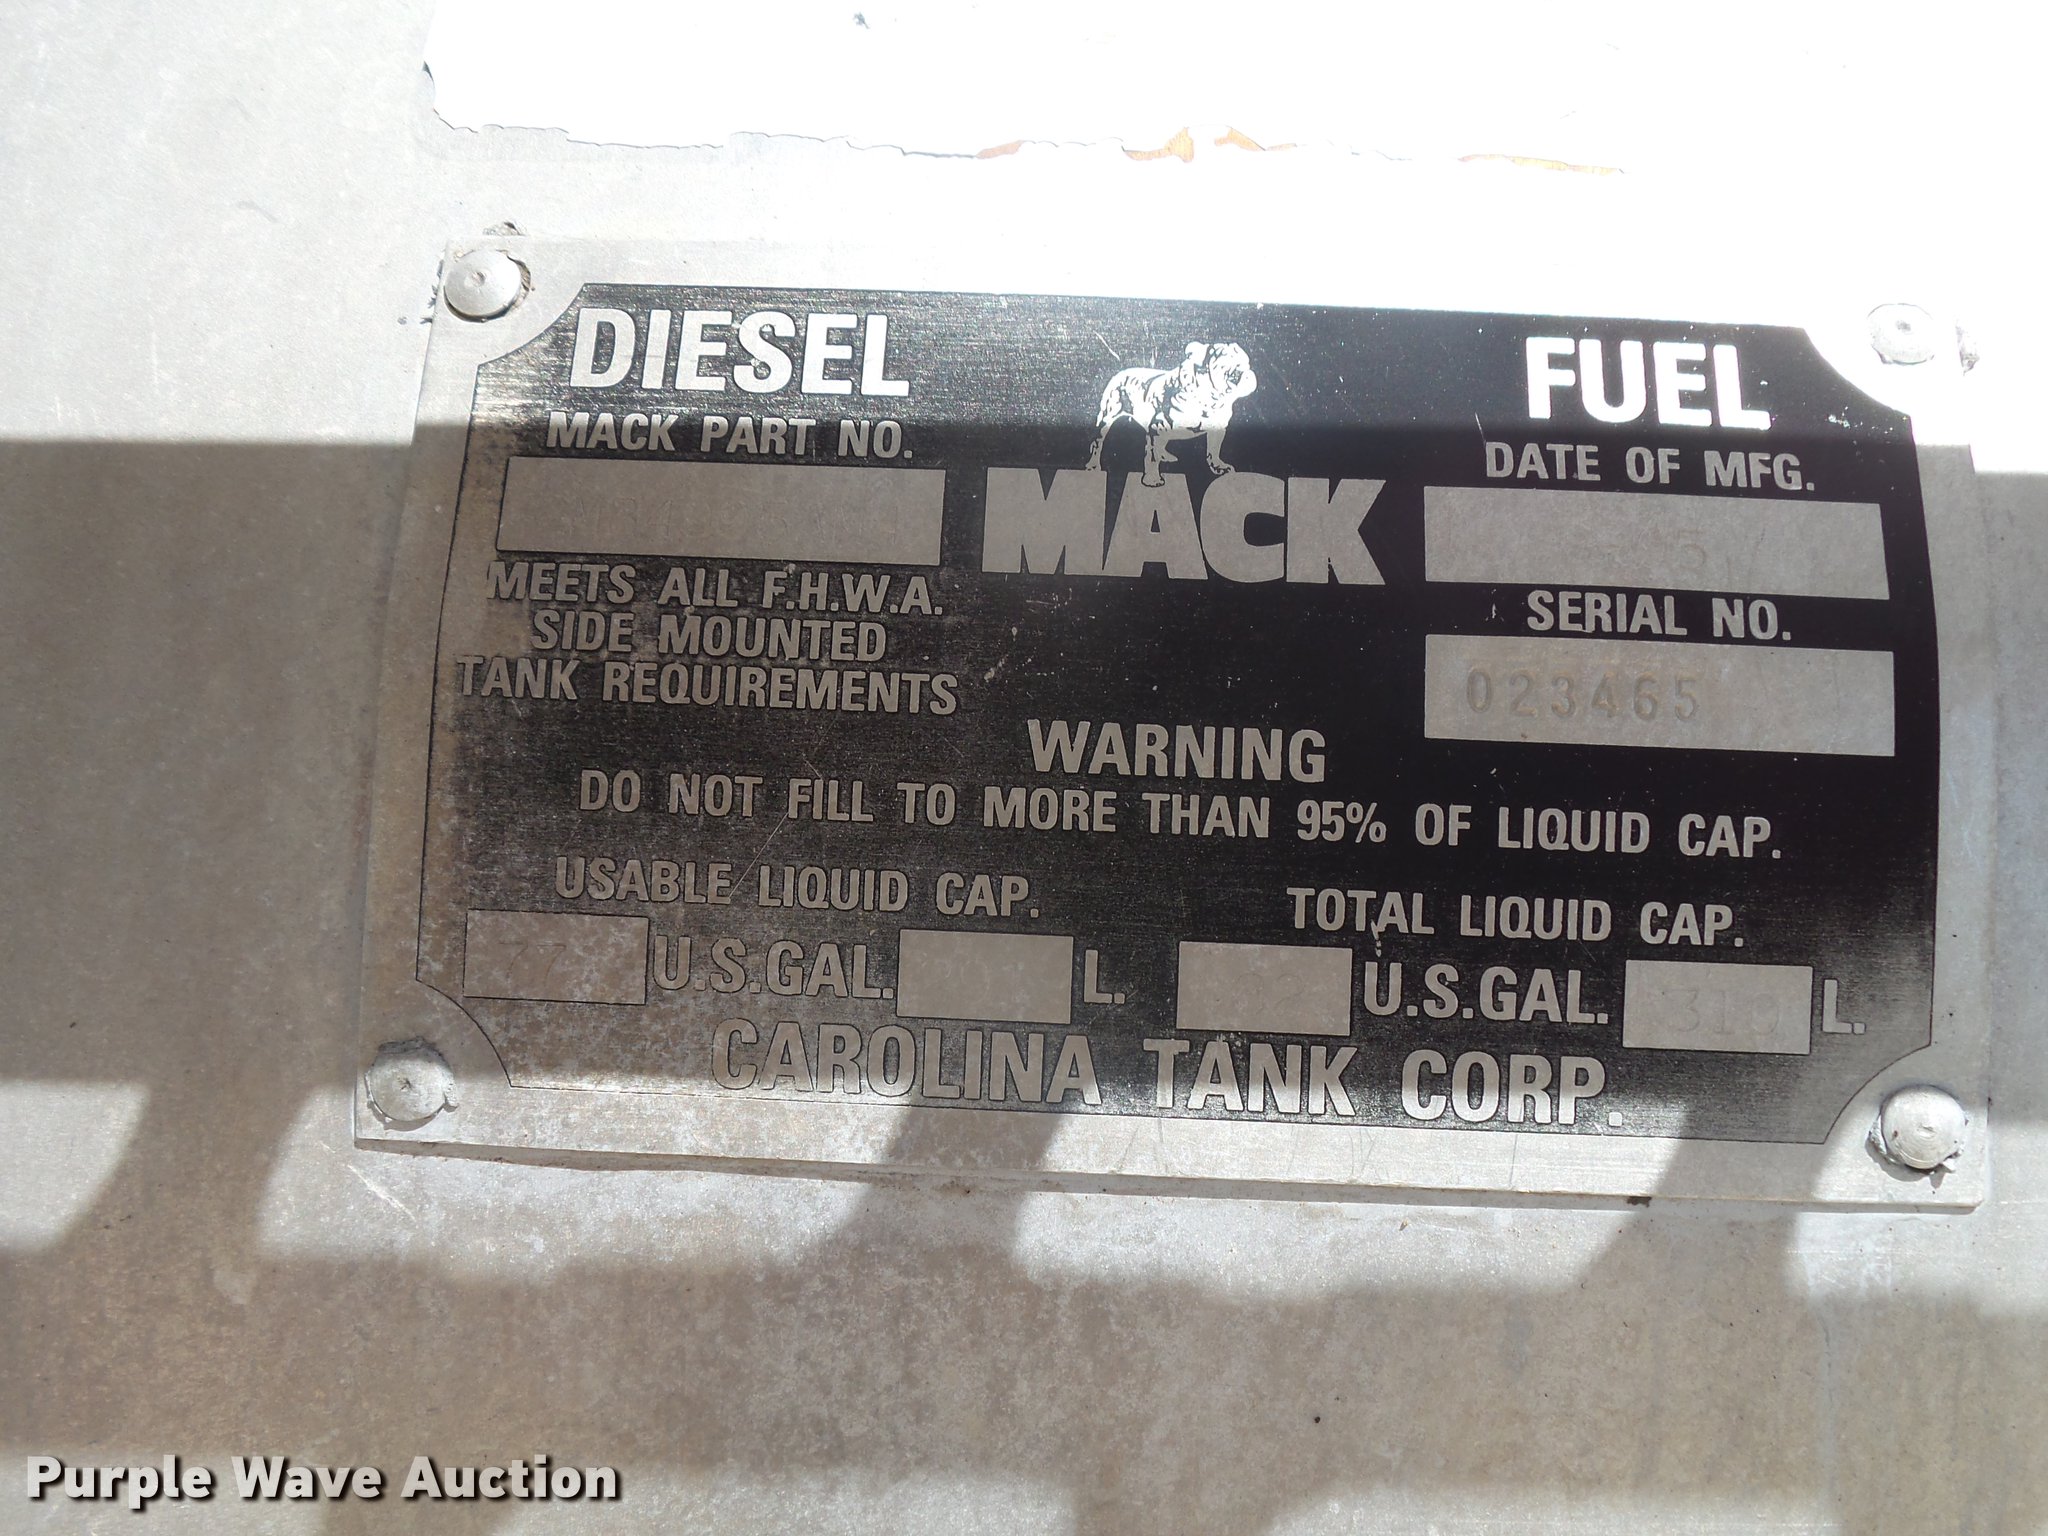 DIESEL
FUEL
MACK PART NO.
DATE OF MFG.
MACK
MEETS ALL F.H.W.A.
SIDE MOUNTED
TANK REQUIREMENTS
SERIAL NO.
023465
WARNING
DO NOT FILL TO MORE THAN 95% OF LIQUID CAP.
USABLE LIQUID CAP.
TOTAL LIQUID CAP.
77 U.S.GAL. L.
U.S.GAL. L.
CAROLINA TANK CORP.
Purple Wave Auction